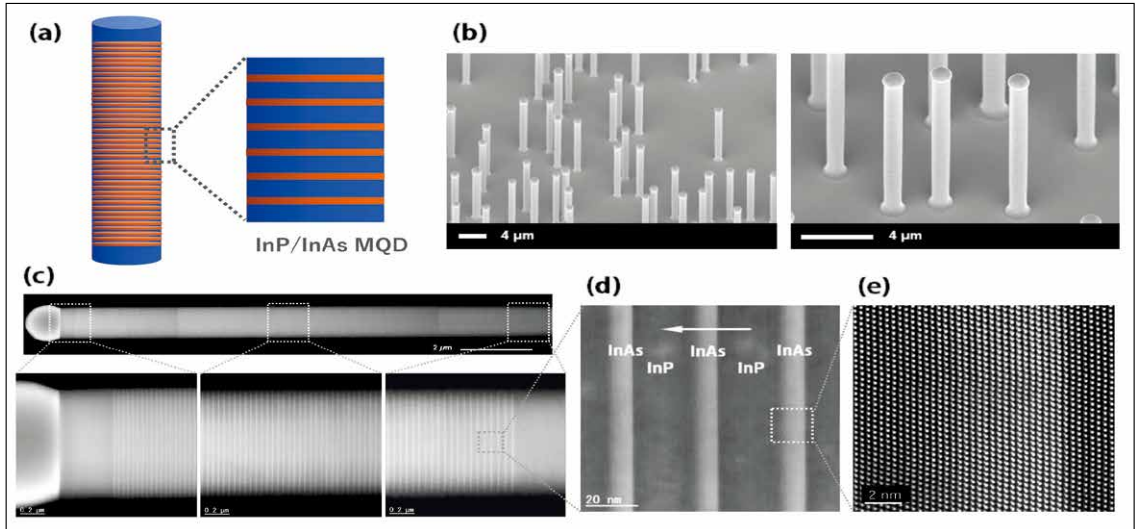 (a)
InP/InAs MQD
(b)
4 μm
4 μm
(c)
2 μm
0.2 μm
0.2 μm
0.2 μm
(d)
InAs
InAs
InAs
InP
InP
20 nm
(e)
2 nm